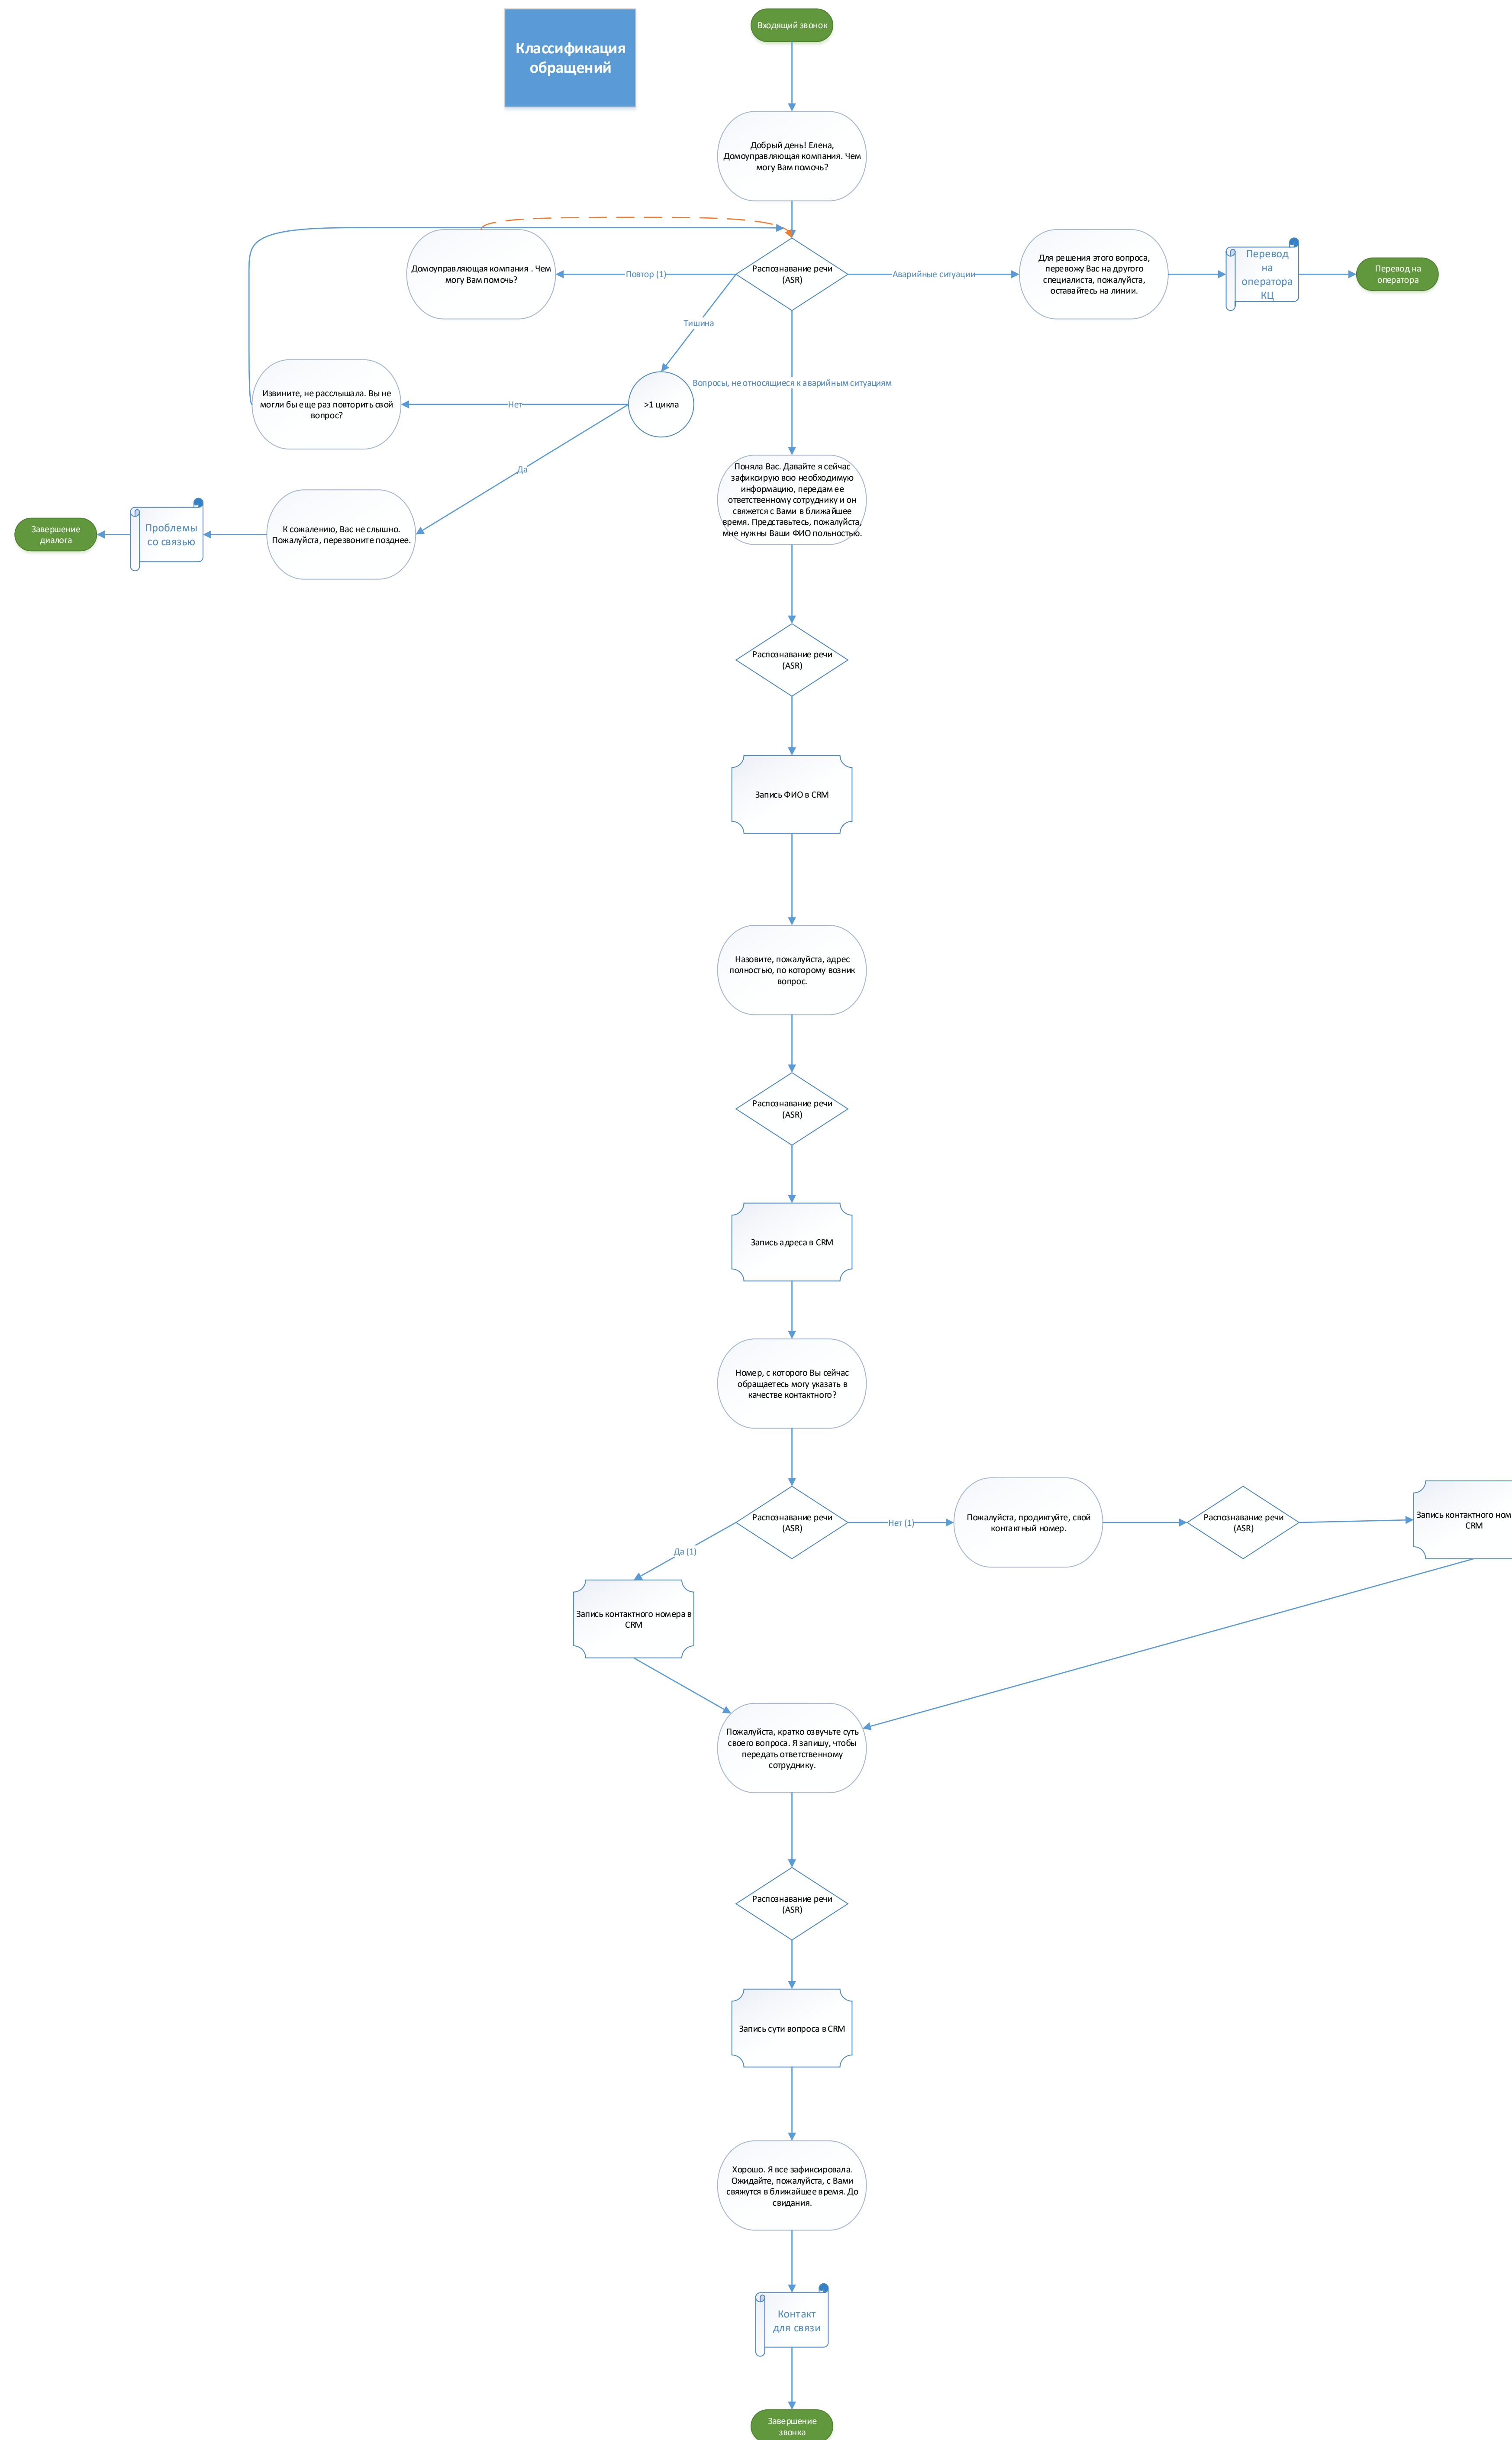 Классификация
обращений
Входящий звонок
Добрый день! Елена,
Домоуправляющая компания. Чем
могу Вам помочь?
Домоуправляющая компания . Чем
могу Вам помочь?
Повтор (1)
Распознавание речи
(ASR)
Аварийные ситуации
Для решения этого вопроса,
перевожу Вас на другого
специалиста, пожалуйста,
оставайтесь на линии.
Перевод
на
оператора
КЦ
Перевод на
оператора
Тишина
Вопросы, не относящиеся к аварийным ситуациям
Извините, не расслышала. Вы не
могли бы еще раз повторить свой
вопрос?
Нет
>1 цикла
Да
Поняла Вас. Давайте я сейчас
зафиксирую всю необходимую
информацию, передам ее
ответственному сотруднику и он
свяжется с Вами в ближайшее
время. Представьтесь, пожалуйста,
мне нужны Ваши ФИО польностью.
Завершение
диалога
Проблемы
со связью
К сожалению, Вас не слышно.
Пожалуйста, перезвоните позднее.
Распознавание речи
(ASR)
Запись ФИО в CRM
Назовите, пожалуйста, адрес
полностью, по которому возник
вопрос.
Распознавание речи
(ASR)
Запись адреса в CRM
Номер, с которого Вы сейчас
обращаетесь могу указать в
качестве контактного?
Распознавание речи
(ASR)
Нет (1)
Пожалуйста, продиктуйте, свой
контактный номер.
Распознавание речи
(ASR)
Запись контактного ном
CRM
Да (1)
Запись контактного номера в
CRM
Пожалуйста, кратко озвучьте суть
своего вопроса. Я запишу, чтобы
передать ответственному
сотруднику.
Распознавание речи
(ASR)
Запись сути вопроса в CRM
Хорошо. Я все зафиксировала.
Ожидайте, пожалуйста, с Вами
свяжутся в ближайшее время. До
свидания.
Контакт
для связи
Завершение
звонка